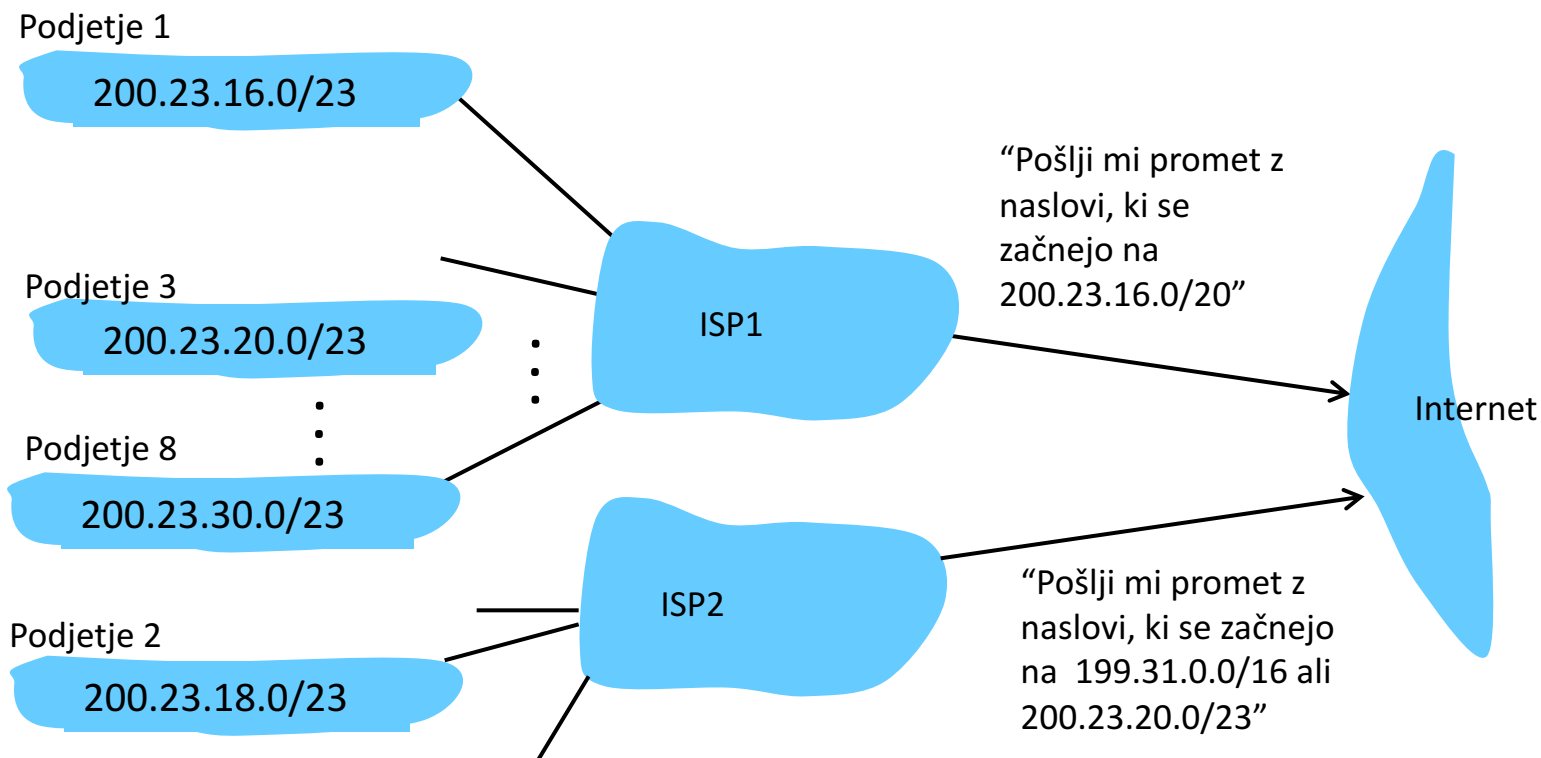 Podjetje 1
200.23.16.0/23
Podjetje 3
200.23.20.0/23
Podjetje 8
200.23.30.0/23
Podjetje 2
200.23.18.0/23
ISP1
ISP2
“Pošlji mi promet z
naslovi, ki se
začnejo na
200.23.16.0/20”
Internet
“Pošlji mi promet z
naslovi, ki se začnejo
na 199.31.0.0/16 ali
200.23.20.0/23”